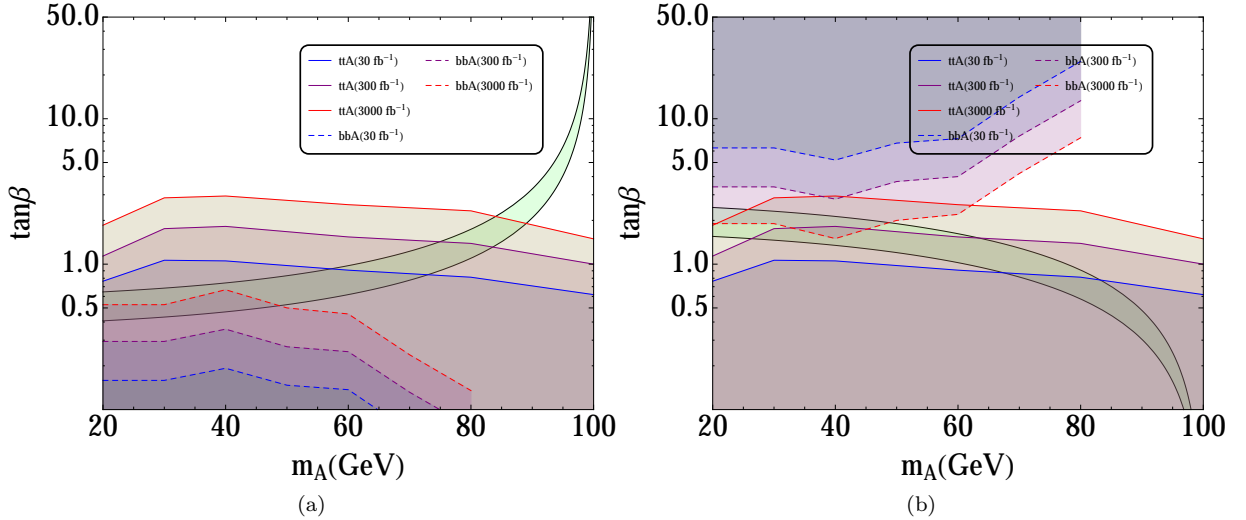 50.0
10.0
5.0
1.0
0.5
tanβ
ttA(30 fb⁻¹)
ttA(300 fb⁻¹)
ttA(3000 fb⁻¹)
bbA(30 fb⁻¹)
bbA(300 fb⁻¹)
bbA(3000 fb⁻¹)
20 40 60 80 100
m_A(GeV)
(a)
50.0
10.0
5.0
1.0
0.5
tanβ
ttA(30 fb⁻¹)
ttA(300 fb⁻¹)
ttA(3000 fb⁻¹)
bbA(30 fb⁻¹)
bbA(300 fb⁻¹)
bbA(3000 fb⁻¹)
20 40 60 80 100
m_A(GeV)
(b)